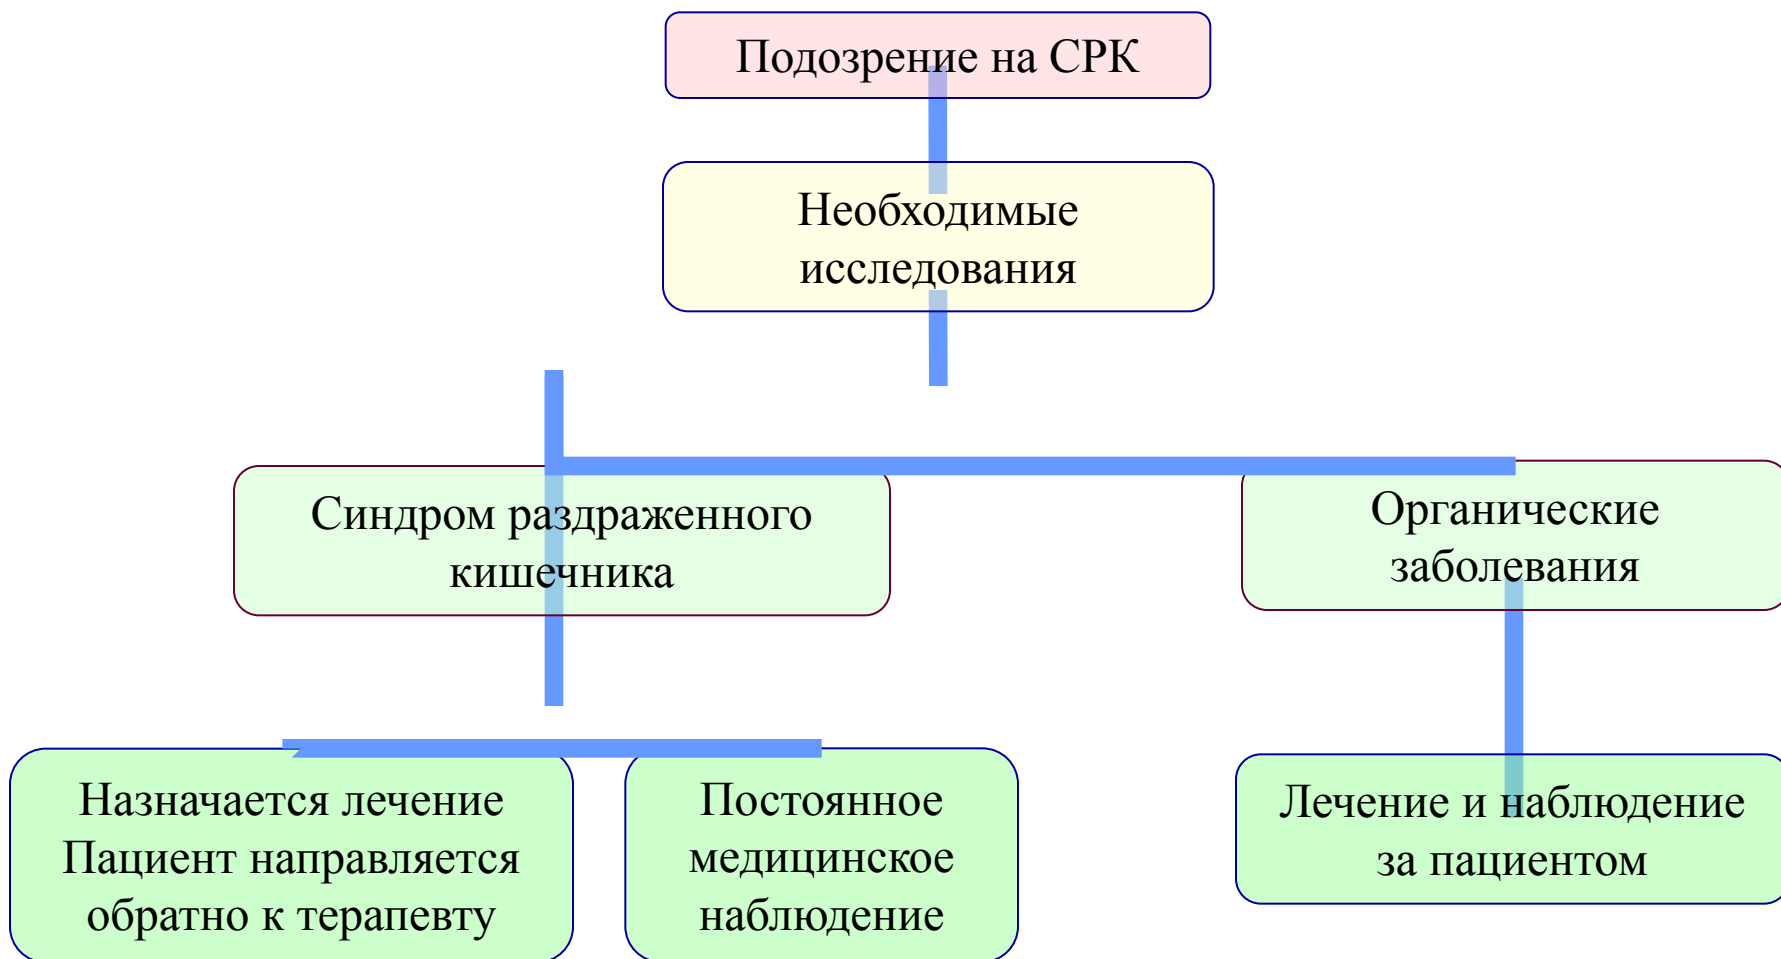 Подозрение на СРК
Необходимые
исследования
Синдром раздраженного
кишечника
Органические
заболевания
Назначается лечение
Пациент направляется
обратно к терапевту
Постоянное
медицинское
наблюдение
Лечение и наблюдение
за пациентом